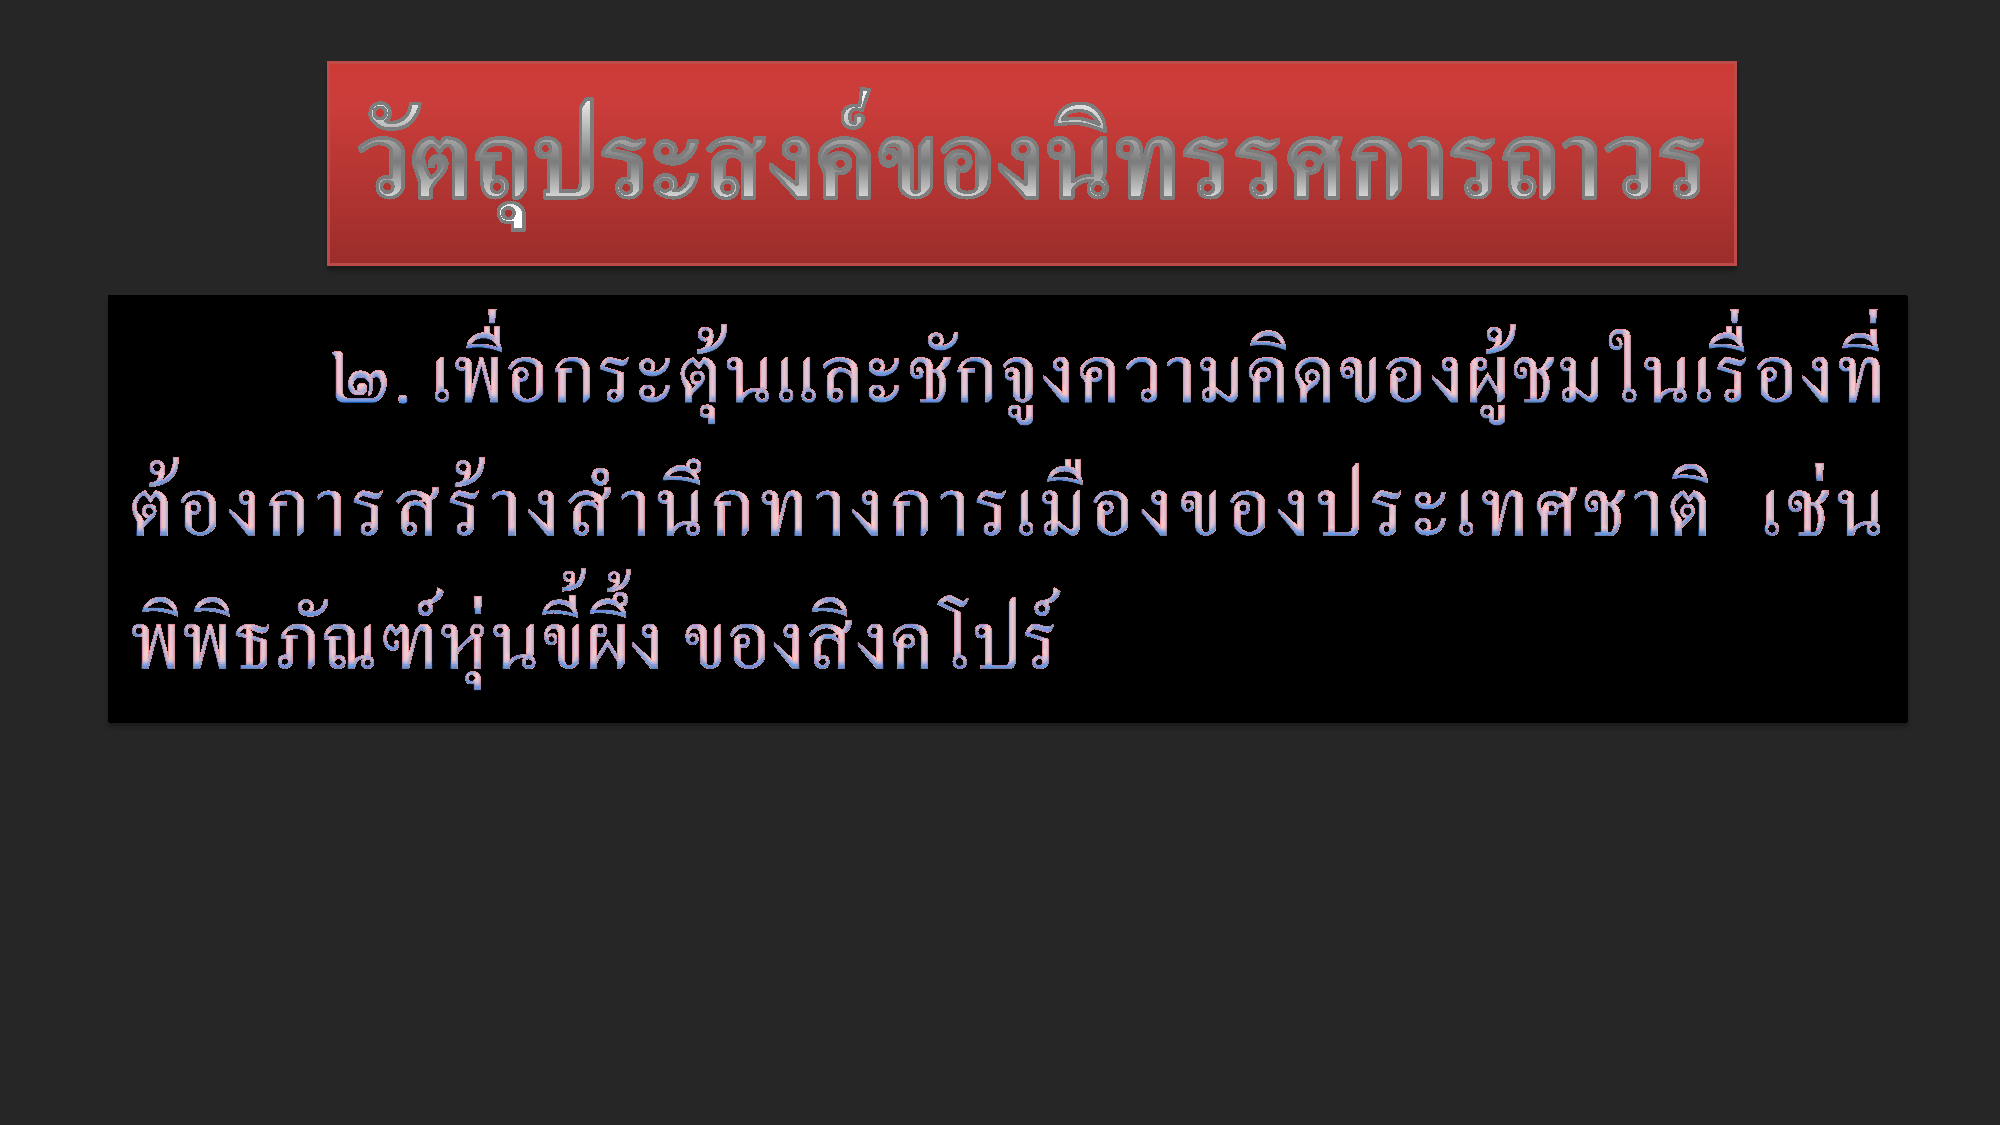 วัตถุประสงค์ของนิทรรศการถาวร
๒. เพื่อกระตุ้นและชักจูงความคิดของผู้ชมในเรื่องที่
ต้องการสร้างสำนึกทางการเมืองของประเทศชาติ เช่น
พิพิธภัณฑ์หุ่นขี้ผึ้ง ของสิงคโปร์